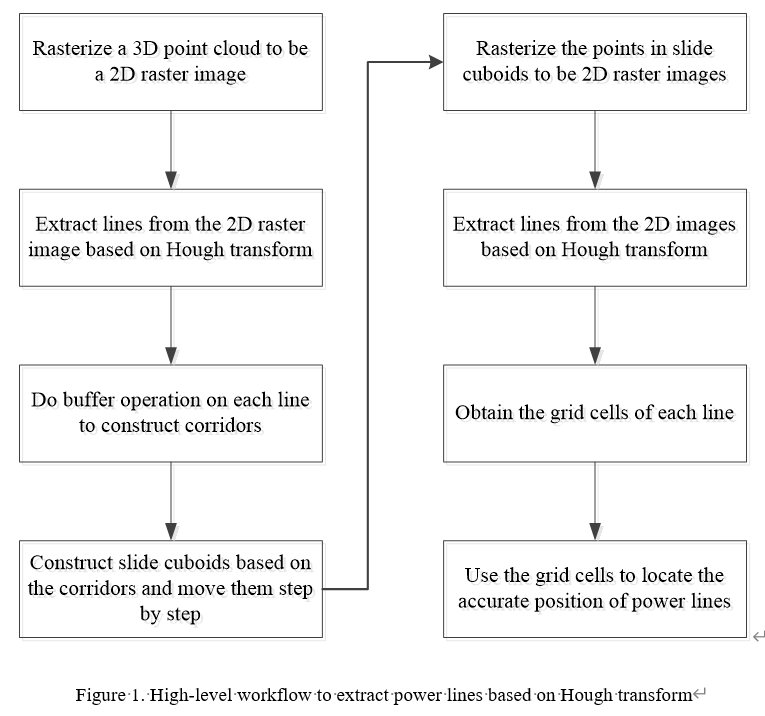 Rasterize a 3D point cloud to be
a 2D raster image
Extract lines from the 2D raster
image based on Hough transform
Do buffer operation on each line
to construct corridors
Construct slide cuboids based on
the corridors and move them step
by step
Rasterize the points in slide
cuboids to be 2D raster images
Extract lines from the 2D images
based on Hough transform
Obtain the grid cells of each line
Use the grid cells to locate the
accurate position of power lines
Figure 1. High-level workflow to extract power lines based on Hough transform